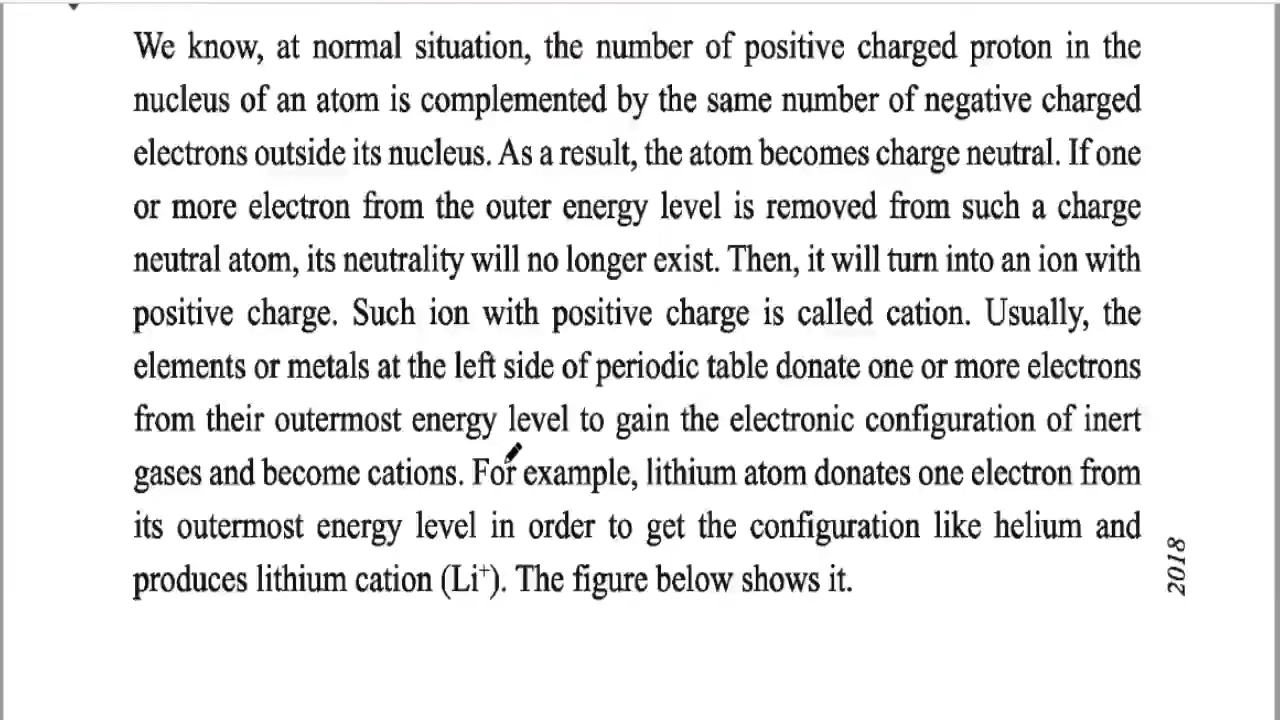 We know, at normal situation, the number of positive charged proton in the
nucleus of an atom is complemented by the same number of negative charged
electrons outside its nucleus. As a result, the atom becomes charge neutral. If one
or more electron from the outer energy level is removed from such a charge
neutral atom, its neutrality will no longer exist. Then, it will turn into an ion with
positive charge. Such ion with positive charge is called cation. Usually, the
elements or metals at the left side of periodic table donate one or more electrons
from their outermost energy level to gain the electronic configuration of inert
gases and become cations. For example, lithium atom donates one electron from
its outermost energy level in order to get the configuration like helium and
produces lithium cation (Li⁺). The figure below shows it.
2018